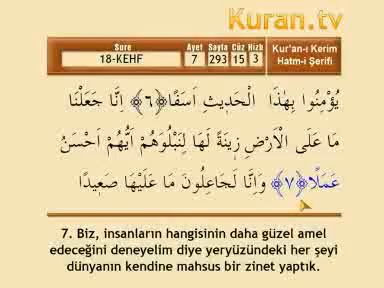 Kuran.tv
Sure Ayet Sayfa Cüz Hizb
18-KEHF 7 293 15 3
Kur'an-ı Kerim
Hatm-i Şerifi
يُؤْمِنُوا بِهٰذَا الْحَدٖيثِ اَسَفًا ﴿٦﴾ اِنَّا جَعَلْنَا
مَا عَلَى الْاَرْضِ زٖينَةً لَهَا لِنَبْلُوَهُمْ اَيُّهُمْ اَحْسَنُ
عَمَلًا ﴿٧﴾ وَاِنَّا لَجَاعِلُونَ مَا عَلَيْهَا صَعٖيدًا
7. Biz, insanların hangisinin daha güzel amel
edeceğini deneyelim diye yeryüzündeki her şeyi
dünyanın kendine mahsus bir zinet yaptık.